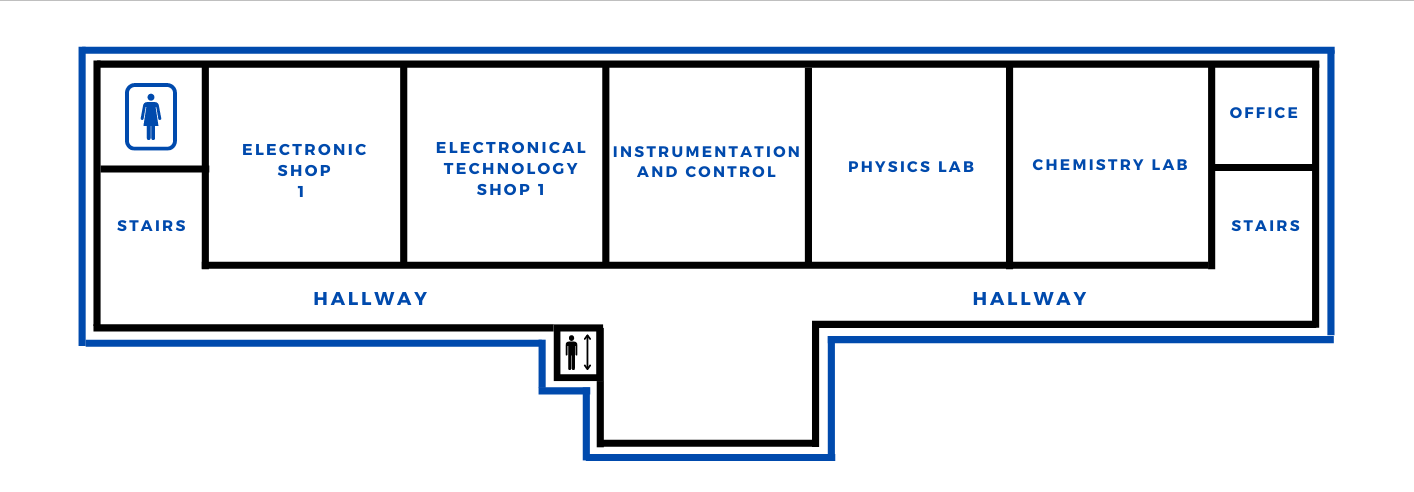 ELECTRONIC
SHOP
1
ELECTRONICAL
TECHNOLOGY
SHOP 1
INSTRUMENTATION
AND CONTROL
PHYSICS LAB
CHEMISTRY LAB
OFFICE
STAIRS
STAIRS
HALLWAY
HALLWAY